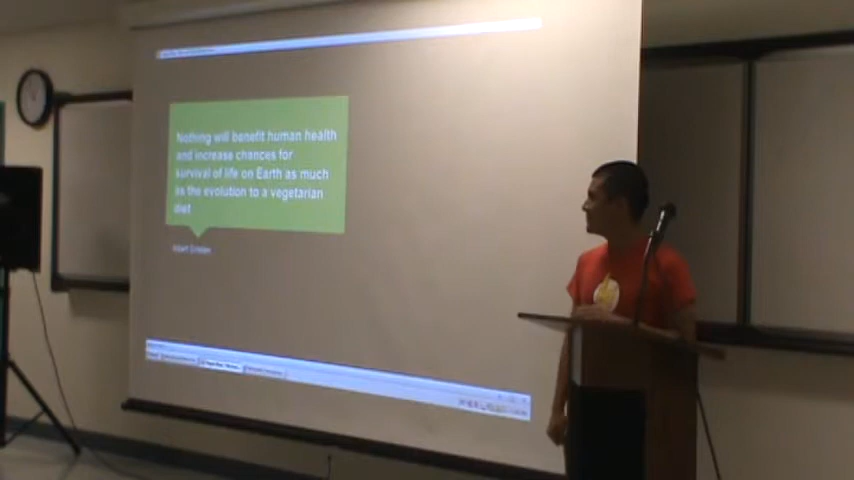 Nothing will benefit human health
and increase chances for
survival of life on Earth as much
as the evolution to a vegetarian
diet
Albert Einstein